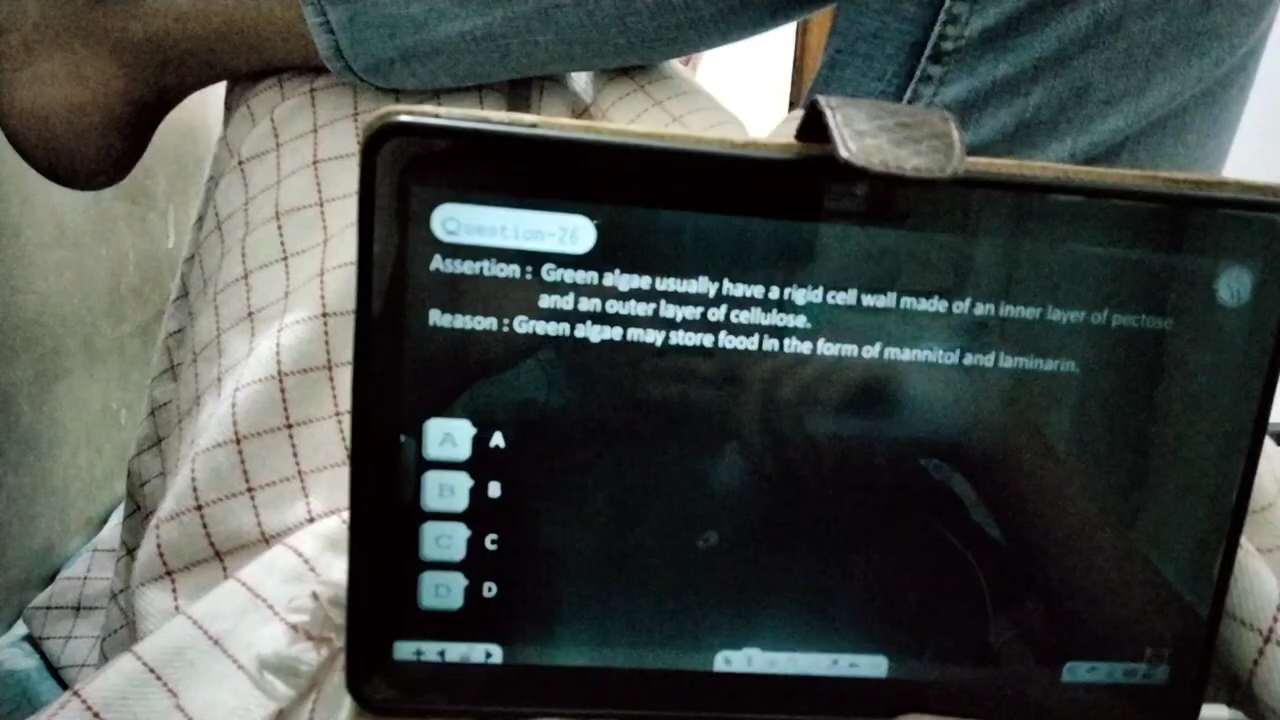 Question-26
Assertion : Green algae usually have a rigid cell wall made of an inner layer of pectose
and an outer layer of cellulose.
Reason : Green algae may store food in the form of mannitol and laminarin.
A A
B B
C C
D D